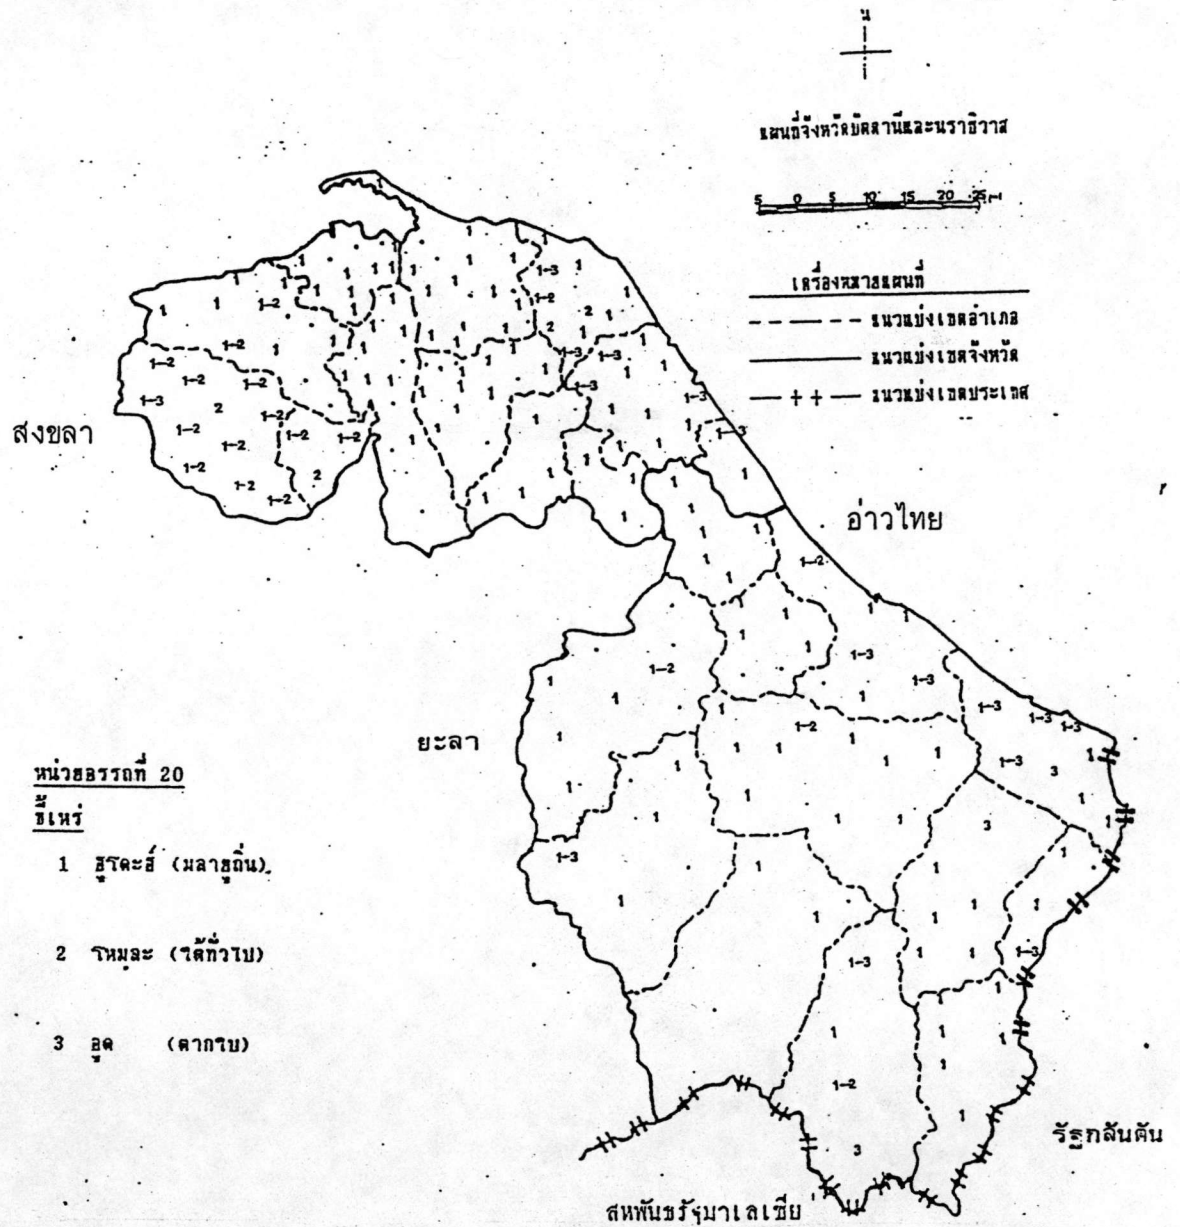 น
แผนที่จังหวัดปัตตานีและนราธิวาส
5 0 5 10 15 20 25
เครื่องหมายแผนที่
แนวแบ่งเขตอำเภอ
แนวแบ่งเขตจังหวัด
แนวแบ่งเขตประเทศ
สงขลา
อ่าวไทย
ยะลา
หน่วยอรรถที่ 20
ขี้เหร่
1 ฮูโดะฮ์ (มลายูถิ่น)
2 โหมละ (ใต้ทั่วไป)
3 อูด (ตากใบ)
รัฐกลันตัน
สหพันธรัฐมาเลเซีย